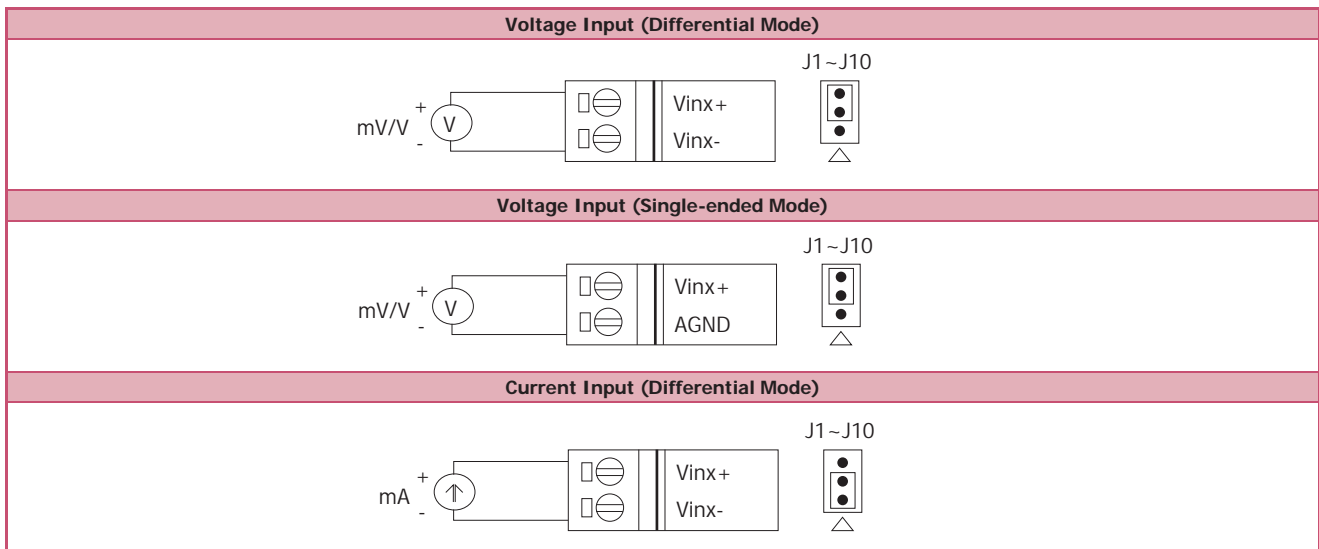 Voltage Input (Differential Mode)
J1~J10
+
mV/V
-
V
Vinx+
Vinx-
Voltage Input (Single-ended Mode)
J1~J10
+
mV/V
-
V
Vinx+
AGND
Current Input (Differential Mode)
J1~J10
+
mA
-
Vinx+
Vinx-